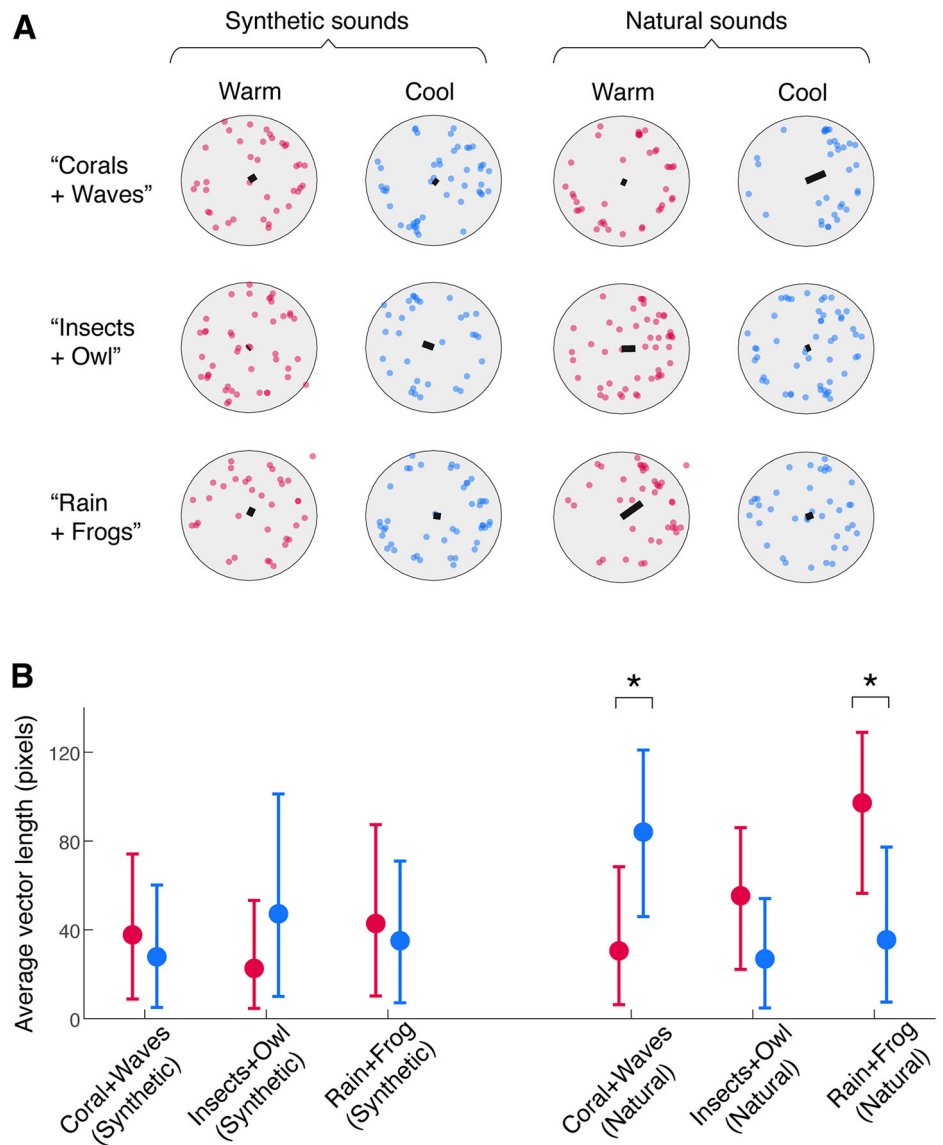 A
Synthetic sounds
Natural sounds
Warm
Cool
Warm
Cool
“Corals
+ Waves”
“Insects
+ Owl”
“Rain
+ Frogs”
B
*
*
Average vector length (pixels)
120
80
40
0
Coral+Waves
(Synthetic)
Insects+Owl
(Synthetic)
Rain+Frog
(Synthetic)
Coral+Waves
(Natural)
Insects+Owl
(Natural)
Rain+Frog
(Natural)